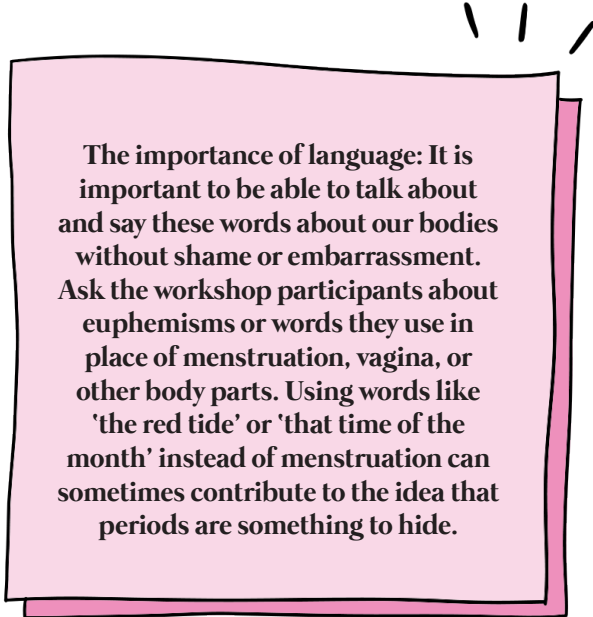 The importance of language: It is
important to be able to talk about
and say these words about our bodies
without shame or embarrassment.
Ask the workshop participants about
euphemisms or words they use in
place of menstruation, vagina, or
other body parts. Using words like
‘the red tide’ or ‘that time of the
month’ instead of menstruation can
sometimes contribute to the idea that
periods are something to hide.